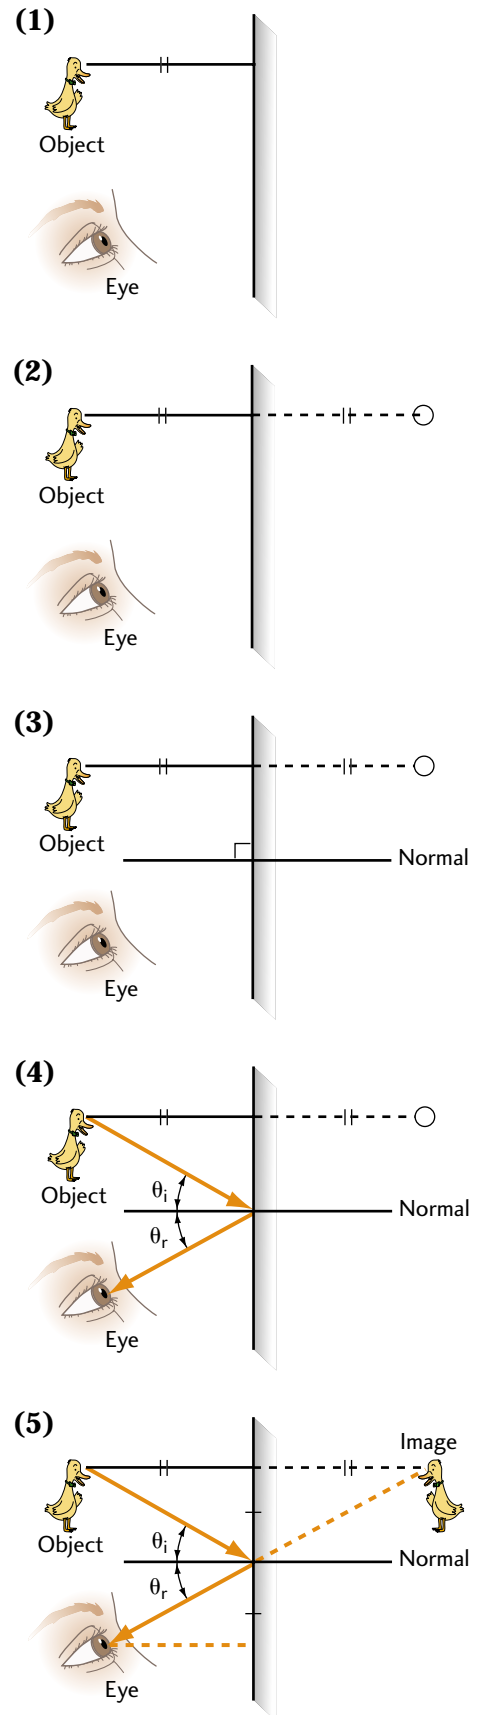 (1)
Object
Eye
(2)
Object
Eye
(3)
Object
Normal
Eye
(4)
Object
θi
Normal
θr
Eye
(5)
Image
Object
θi
Normal
θr
Eye